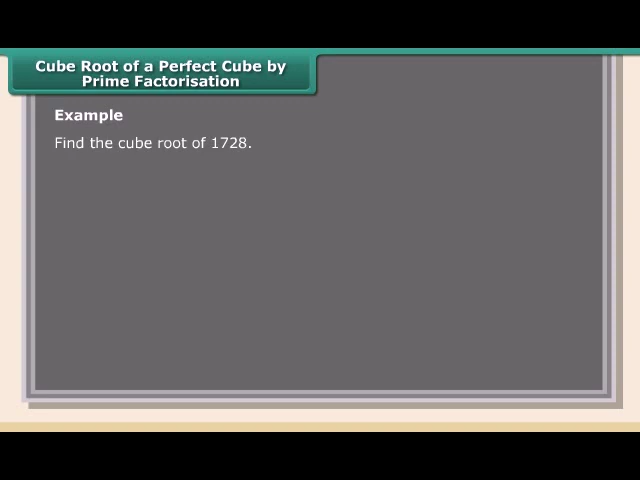 Cube Root of a Perfect Cube by
Prime Factorisation
Example
Find the cube root of 1728.